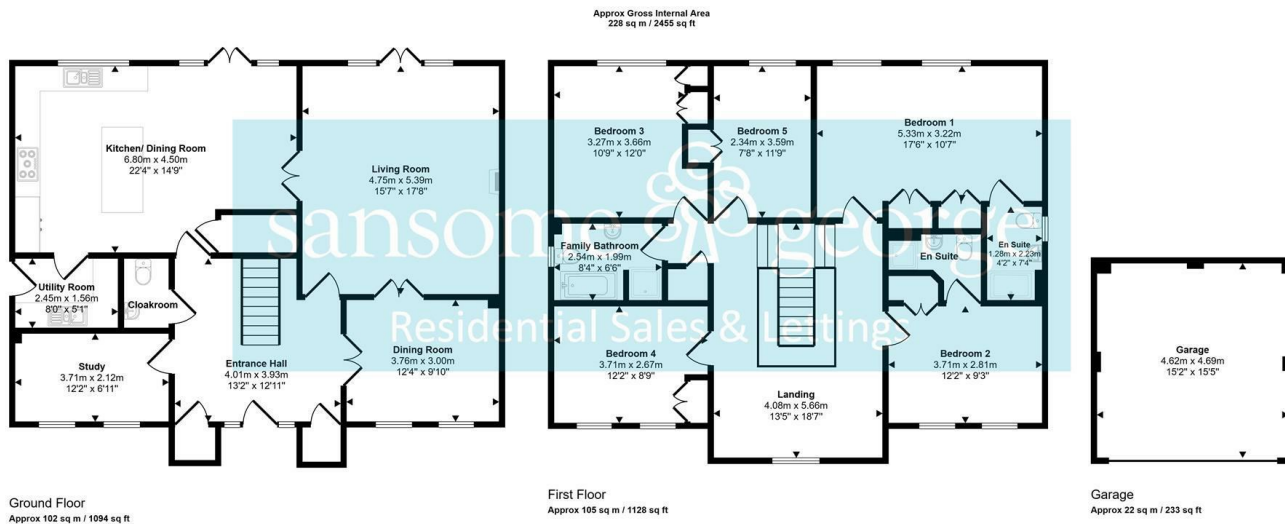 Approx Gross Internal Area
228 sq m / 2455 sq ft
Kitchen/ Dining Room
6.80m x 4.50m
22'4" x 14'9"
Living Room
4.75m x 5.39m
15'7" x 17'8"
Utility Room
2.45m x 1.56m
8'0" x 5'1"
Cloakroom
Study
3.71m x 2.12m
12'2" x 6'11"
Entrance Hall
4.01m x 3.93m
13'2" x 12'11"
Dining Room
3.76m x 3.00m
12'4" x 9'10"
Ground Floor
Approx 102 sq m / 1094 sq ft
Bedroom 3
3.27m x 3.66m
10'9" x 12'0"
Bedroom 5
2.34m x 3.59m
7'8" x 11'9"
Bedroom 1
5.33m x 3.22m
17'6" x 10'7"
Family Bathroom
2.54m x 1.99m
8'4" x 6'6"
En Suite
En Suite
1.28m x 2.23m
4'2" x 7'4"
Bedroom 4
3.71m x 2.67m
12'2" x 8'9"
Bedroom 2
3.71m x 2.81m
12'2" x 9'3"
Landing
4.08m x 5.66m
13'5" x 18'7"
First Floor
Approx 105 sq m / 1128 sq ft
Garage
4.62m x 4.69m
15'2" x 15'5"
Garage
Approx 22 sq m / 233 sq ft
sansome & george
Residential Sales & Lettings